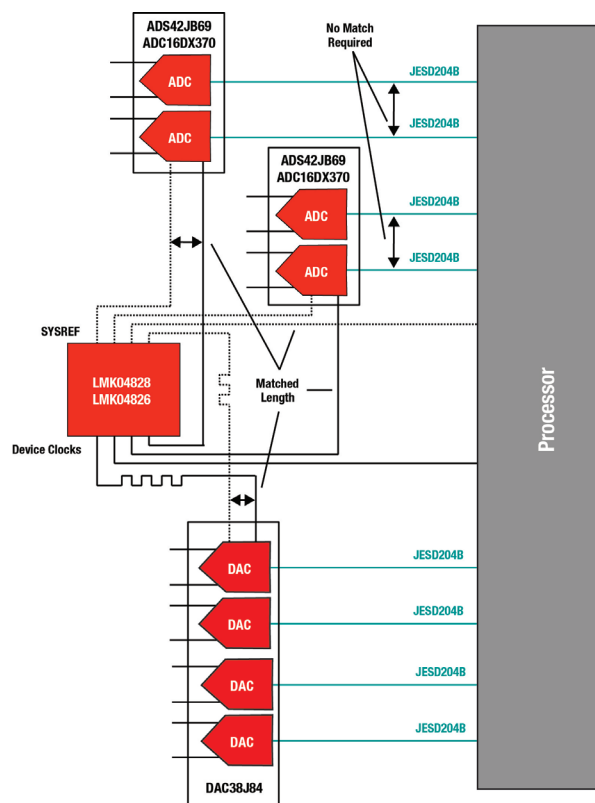 ADS42JB69
ADC16DX370
ADC
ADC
No Match
Required
JESD204B
JESD204B
ADS42JB69
ADC16DX370
ADC
ADC
JESD204B
JESD204B
SYSREF
LMK04828
LMK04826
Device Clocks
Matched
Length
Processor
DAC
DAC
DAC
DAC
JESD204B
JESD204B
JESD204B
JESD204B
DAC38J84